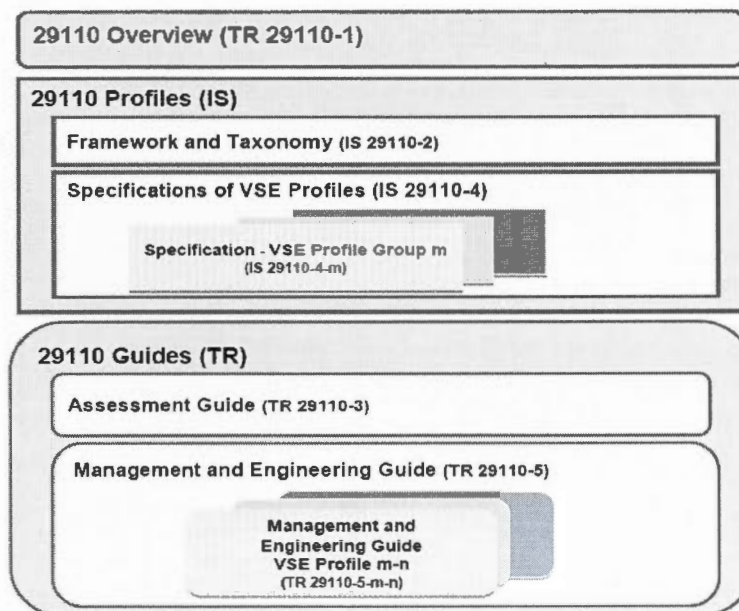 29110 Overview (TR 29110-1)
29110 Profiles (IS)
Framework and Taxonomy (IS 29110-2)
Specifications of VSE Profiles (IS 29110-4)
Specification - VSE Profile Group m
(IS 29110-4-m)
29110 Guides (TR)
Assessment Guide (TR 29110-3)
Management and Engineering Guide (TR 29110-5)
Management and
Engineering Guide
VSE Profile m-n
(TR 29110-5-m-n)